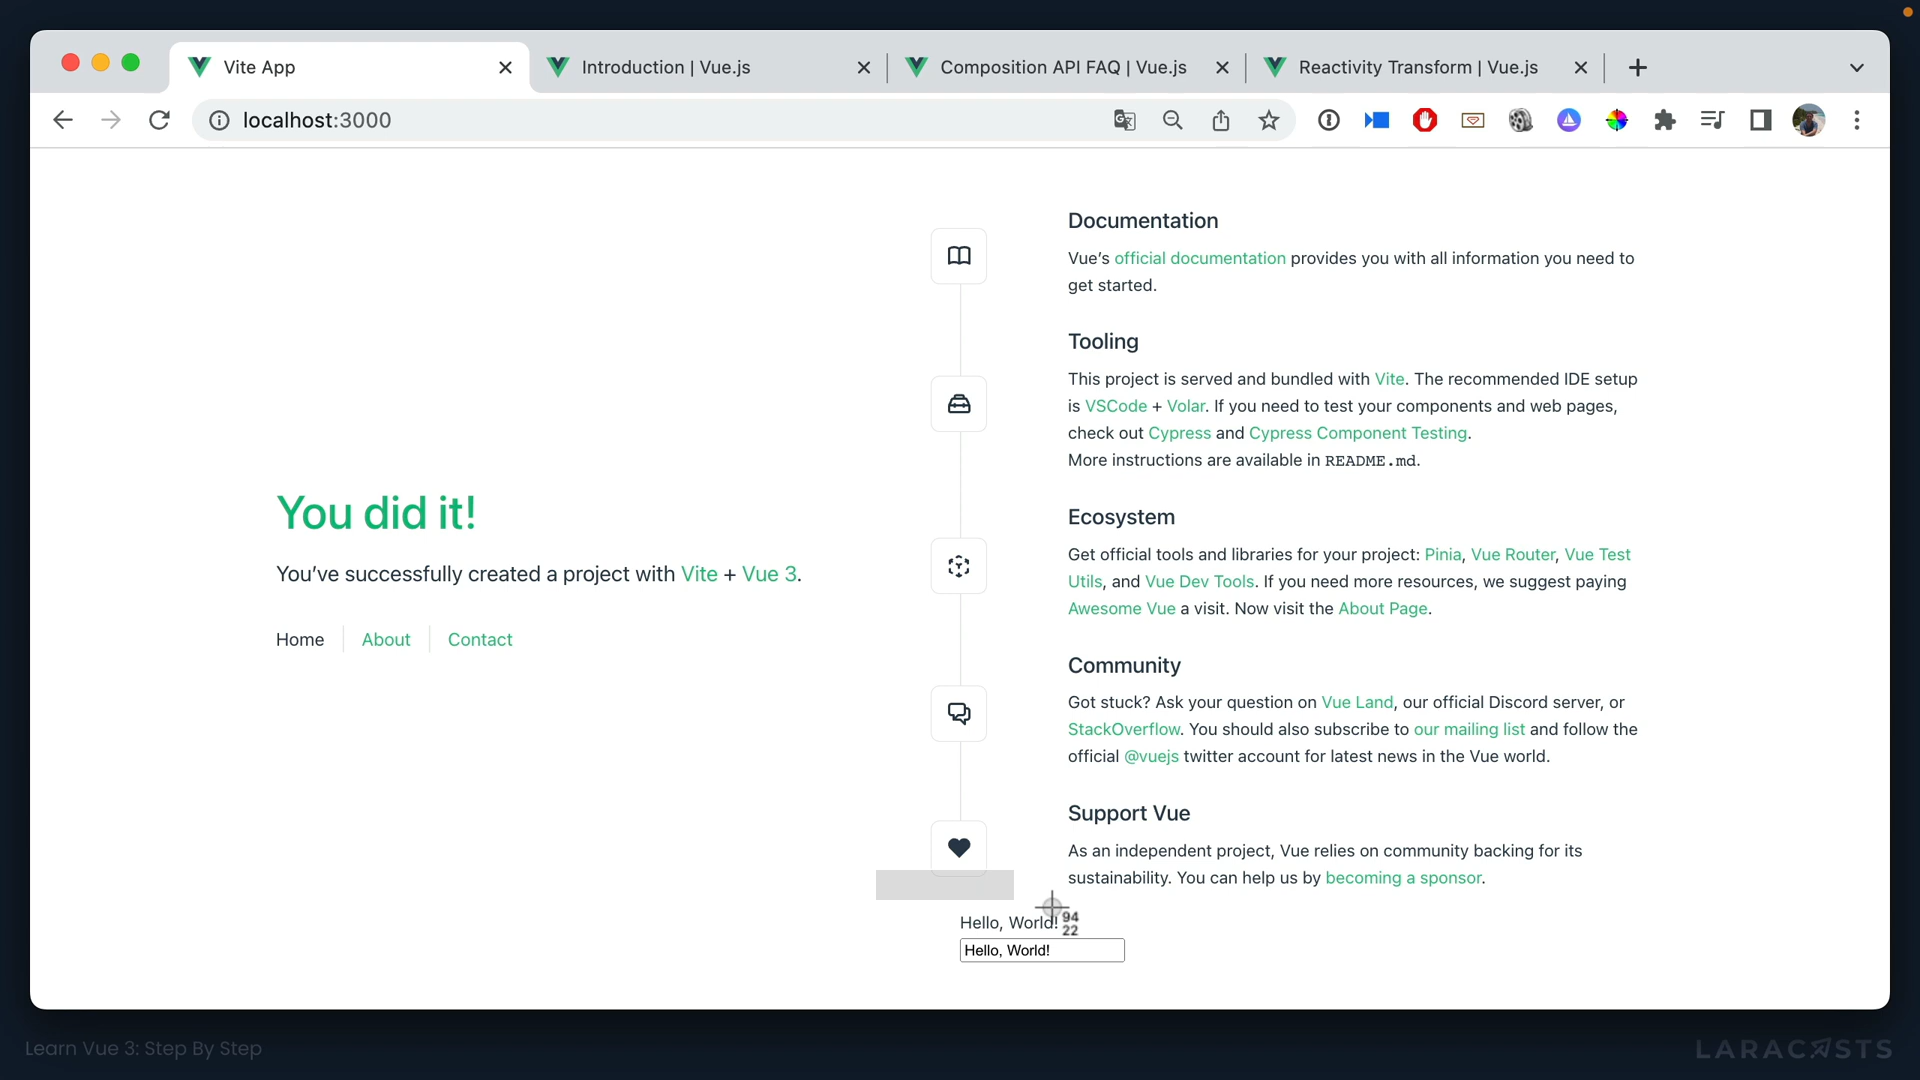 Vite App
Introduction | Vue.js
Composition API FAQ | Vue.js
Reactivity Transform | Vue.js
localhost:3000
You did it!
You've successfully created a project with Vite + Vue 3.
Home
About
Contact
Documentation
Vue's official documentation provides you with all information you need to
get started.
Tooling
This project is served and bundled with Vite. The recommended IDE setup
is VSCode + Volar. If you need to test your components and web pages,
check out Cypress and Cypress Component Testing.
More instructions are available in README.md.
Ecosystem
Get official tools and libraries for your project: Pinia, Vue Router, Vue Test
Utils, and Vue Dev Tools. If you need more resources, we suggest paying
Awesome Vue a visit. Now visit the About Page.
Community
Got stuck? Ask your question on Vue Land, our official Discord server, or
StackOverflow. You should also subscribe to our mailing list and follow the
official @vuejs twitter account for latest news in the Vue world.
Support Vue
As an independent project, Vue relies on community backing for its
sustainability. You can help us by becoming a sponsor.
Hello, World!
94
22
Hello, World!
Learn Vue 3: Step By Step
LARACASTS